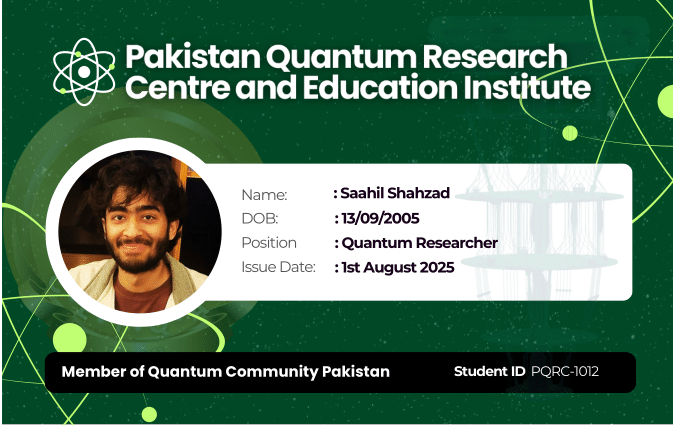 Pakistan Quantum Research
Centre and Education Institute
Name: : Saahil Shahzad
DOB: : 13/09/2005
Position : Quantum Researcher
Issue Date: : 1st August 2025
Member of Quantum Community Pakistan Student ID PQRC-1012